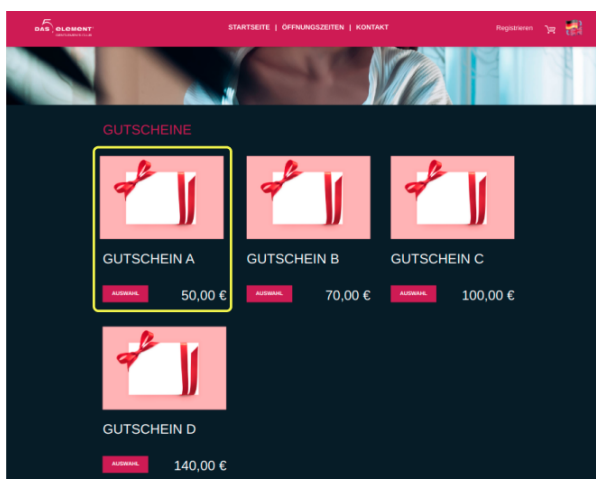 DAS 5 ELEMENT
STARTSEITE | ÖFFNUNGSZEITEN | KONTAKT
Registrieren
GUTSCHEINE
GUTSCHEIN A
GUTSCHEIN B
GUTSCHEIN C
AUSWAHL 50,00 €
AUSWAHL 70,00 €
AUSWAHL 100,00 €
GUTSCHEIN D
AUSWAHL 140,00 €